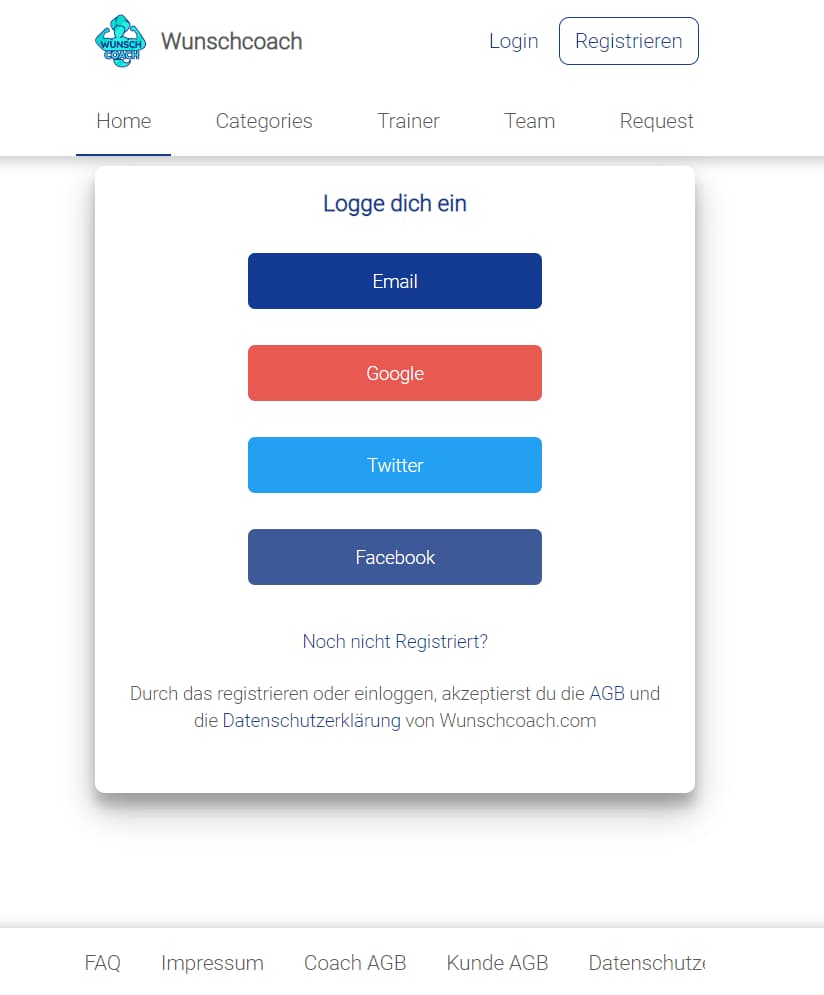 WUNSCH
COACH
Wunschcoach
Login
Registrieren
Home
Categories
Trainer
Team
Request
Logge dich ein
Email
Google
Twitter
Facebook
Noch nicht Registriert?
Durch das registrieren oder einloggen, akzeptierst du die AGB und
die Datenschutzerklärung von Wunschcoach.com
FAQ
Impressum
Coach AGB
Kunde AGB
Datenschutze